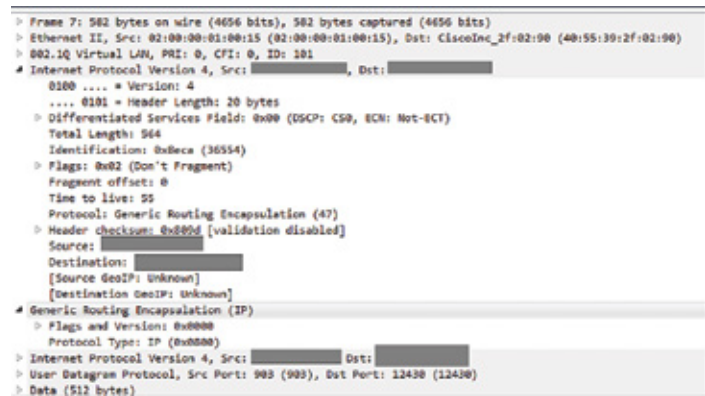 Frame 7: 582 bytes on wire (4656 bits), 582 bytes captured (4656 bits)
Ethernet II, Src: 02:00:00:01:00:15 (02:00:00:01:00:15), Dst: CiscoInc_2f:02:90 (40:55:39:2f:02:90)
802.1Q Virtual LAN, PRI: 0, CFI: 0, ID: 101
Internet Protocol Version 4, Src: , Dst:
0100 .... = Version: 4
.... 0101 = Header Length: 20 bytes
Differentiated Services Field: 0x00 (DSCP: CS0, ECN: Not-ECT)
Total Length: 564
Identification: 0x8eca (36554)
Flags: 0x02 (Don't Fragment)
Fragment offset: 0
Time to live: 55
Protocol: Generic Routing Encapsulation (47)
Header checksum: 0x809d [validation disabled]
Source:
Destination:
[Source GeoIP: Unknown]
[Destination GeoIP: Unknown]
Generic Routing Encapsulation (IP)
Flags and Version: 0x0000
Protocol Type: IP (0x0800)
Internet Protocol Version 4, Src: Dst:
User Datagram Protocol, Src Port: 903 (903), Dst Port: 12430 (12430)
Data (512 bytes)